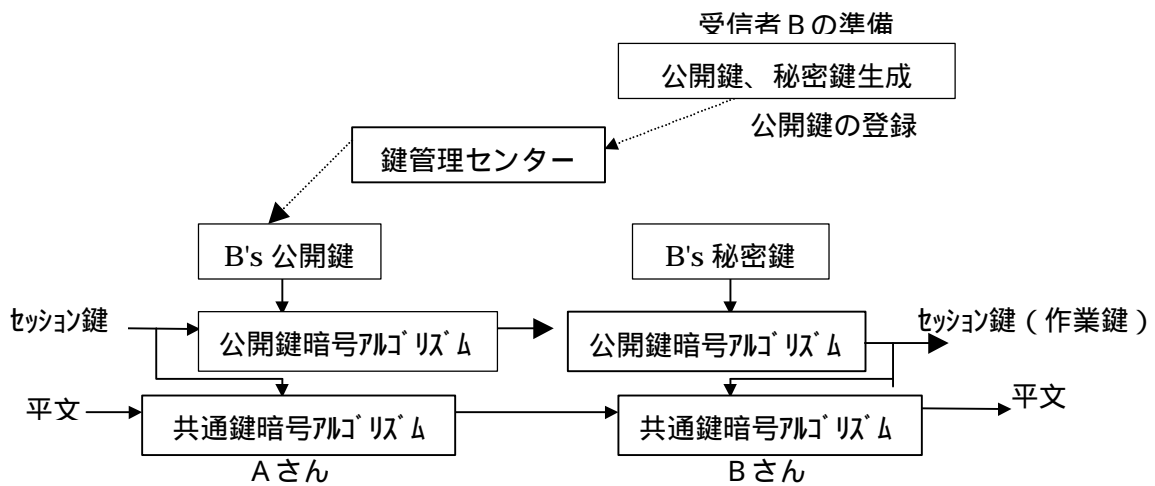 受信者Bの準備
公開鍵、秘密鍵生成
公開鍵の登録
鍵管理センター
B's 公開鍵
B's 秘密鍵
セッション鍵
公開鍵暗号アルゴリズム
公開鍵暗号アルゴリズム
セッション鍵(作業鍵)
平文
共通鍵暗号アルゴリズム
共通鍵暗号アルゴリズム
平文
Aさん
Bさん